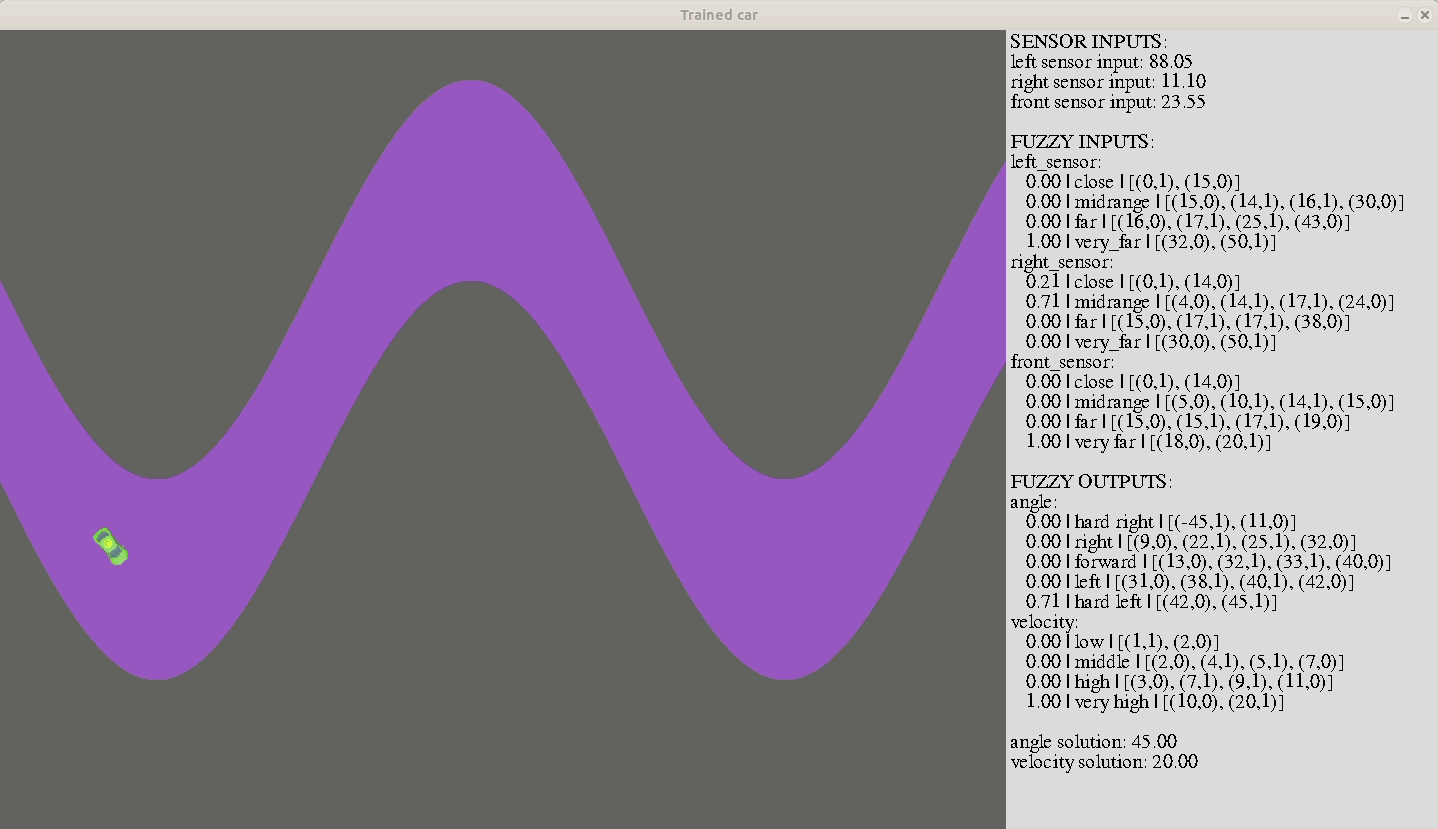 Trained car
SENSOR INPUTS:
left sensor input: 88.05
right sensor input: 11.10
front sensor input: 23.55
FUZZY INPUTS:
left_sensor:
0.00 | close | [(0,1), (15,0)]
0.00 | midrange | [(15,0), (14,1), (16,1), (30,0)]
0.00 | far | [(16,0), (17,1), (25,1), (43,0)]
1.00 | very_far | [(32,0), (50,1)]
right_sensor:
0.21 | close | [(0,1), (14,0)]
0.71 | midrange | [(4,0), (14,1), (17,1), (24,0)]
0.00 | far | [(15,0), (17,1), (17,1), (38,0)]
0.00 | very_far | [(30,0), (50,1)]
front_sensor:
0.00 | close | [(0,1), (14,0)]
0.00 | midrange | [(5,0), (10,1), (14,1), (15,0)]
0.00 | far | [(15,0), (15,1), (17,1), (19,0)]
1.00 | very far | [(18,0), (20,1)]
FUZZY OUTPUTS:
angle:
0.00 | hard right | [(-45,1), (11,0)]
0.00 | right | [(9,0), (22,1), (25,1), (32,0)]
0.00 | forward | [(13,0), (32,1), (33,1), (40,0)]
0.00 | left | [(31,0), (38,1), (40,1), (42,0)]
0.71 | hard left | [(42,0), (45,1)]
velocity:
0.00 | low | [(1,1), (2,0)]
0.00 | middle | [(2,0), (4,1), (5,1), (7,0)]
0.00 | high | [(3,0), (7,1), (9,1), (11,0)]
1.00 | very high | [(10,0), (20,1)]
angle solution: 45.00
velocity solution: 20.00